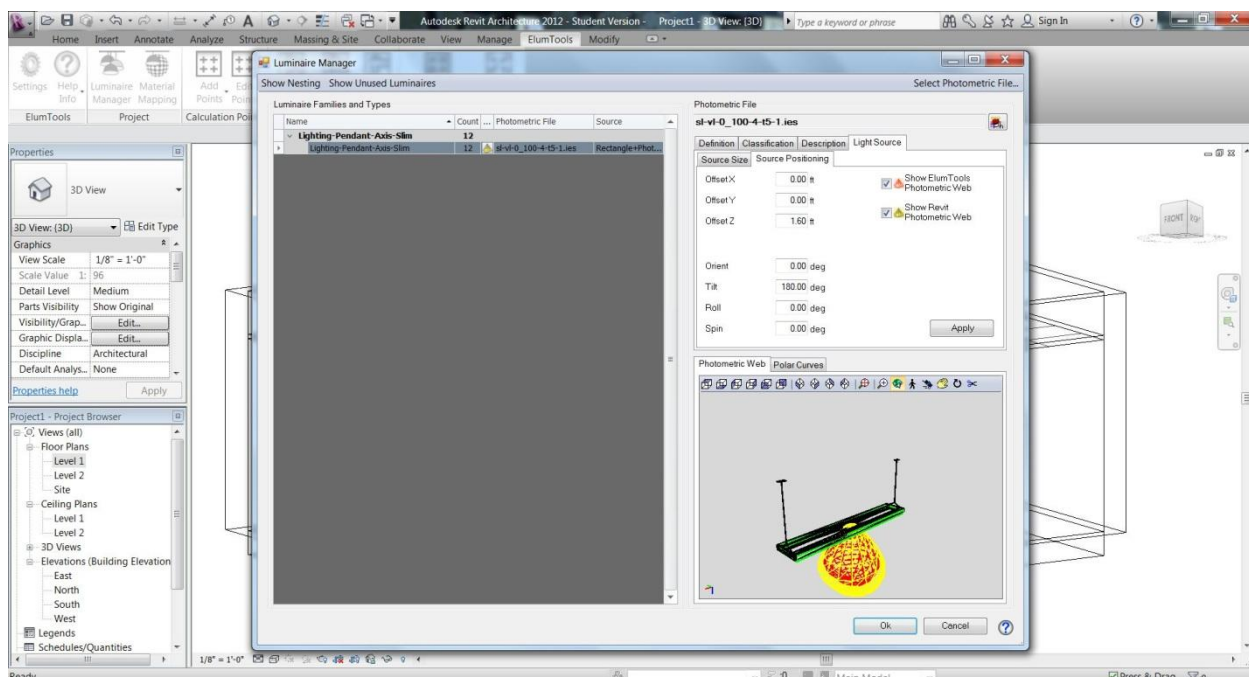 Autodesk Revit Architecture 2012 - Student Version - Project1 - 3D View: {3D}
Type a keyword or phrase
Sign In
Home Insert Annotate Analyze Structure Massing & Site Collaborate View Manage ElumTools Modify
Settings Help Info Luminaire Manager Material Mapping Add Points
ElumTools Project Calculation
Luminaire Manager
Show Nesting Show Unused Luminaires Select Photometric File...
Luminaire Families and Types
Name Count ... Photometric File Source
Lighting-Pendant-Axis-Slim 12
Lighting-Pendant-Axis-Slim 12 sl-vl-0_100-4-t5-1.ies Rectangle+Phot...
Photometric File
sl-vl-0_100-4-t5-1.ies
Definition Classification Description Light Source
Source Size Source Positioning
Offset X 0.00 ft
Offset Y 0.00 ft
Offset Z 1.60 ft
Show ElumTools Photometric Web
Show Revit Photometric Web
Orient 0.00 deg
Tilt 180.00 deg
Roll 0.00 deg
Spin 0.00 deg
Apply
Photometric Web Polar Curves
Ok Cancel
Properties
3D View
3D View: {3D} Edit Type
Graphics
View Scale 1/8" = 1'-0"
Scale Value 1: 96
Detail Level Medium
Parts Visibility Show Original
Visibility/Grap... Edit...
Graphic Displa... Edit...
Discipline Architectural
Default Analys... None
Properties help Apply
Project1 - Project Browser
Views (all)
Floor Plans
Level 1
Level 2
Site
Ceiling Plans
Level 1
Level 2
3D Views
Elevations (Building Elevation
East
North
South
West
Legends
Schedules/Quantities
FRONT
1/8" = 1'-0"
Ready
:0
Main Model
Press & Drag